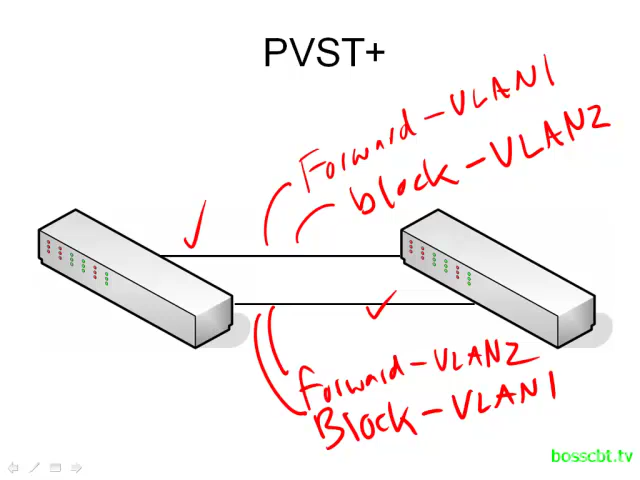 PVST+
Forward-VLAN1
block-VLAN2
Forward-VLAN2
Block-VLAN1
bosscbt.tv